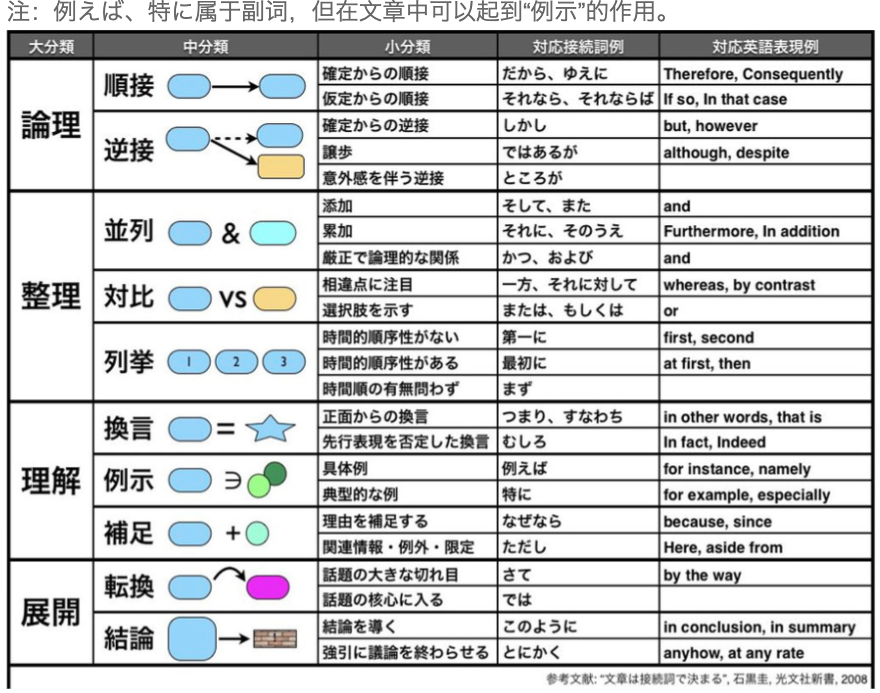 注：例えば、特に属于副词，但在文章中可以起到“例示”的作用。
大分類 中分類 小分類 対応接続詞例 対応英語表現例
論理 順接 確定からの順接 だから、ゆえに Therefore, Consequently
仮定からの順接 それなら、それならば If so, In that case
逆接 確定からの逆接 しかし but, however
譲歩 ではあるが although, despite
意外感を伴う逆接 ところが
整理 並列 & 添加 そして、また and
累加 それに、そのうえ Furthermore, In addition
厳正で論理的な関係 かつ、および and
対比 VS 相違点に注目 一方、それに対して whereas, by contrast
選択肢を示す または、もしくは or
列挙 1 2 3 時間的順序性がない 第一に first, second
時間的順序性がある 最初に at first, then
時間順の有無問わず まず
理解 換言 = 正面からの換言 つまり、すなわち in other words, that is
先行表現を否定した換言 むしろ In fact, Indeed
例示 ∋ 具体例 例えば for instance, namely
典型的な例 特に for example, especially
補足 + 理由を補足する なぜなら because, since
関連情報・例外・限定 ただし Here, aside from
展開 転換 話題の大きな切れ目 さて by the way
話題の核心に入る では
結論 結論を導く このように in conclusion, in summary
強引に議論を終わらせる とにかく anyhow, at any rate
参考文献: “文章は接続詞で決まる”, 石黒圭, 光文社新書, 2008